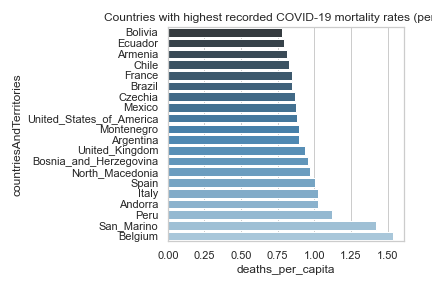 Countries with highest recorded COVID-19 mortality rates (per
Bolivia
Ecuador
Armenia
Chile
France
Brazil
Czechia
Mexico
United_States_of_America
Montenegro
Argentina
United_Kingdom
Bosnia_and_Herzegovina
North_Macedonia
Spain
Italy
Andorra
Peru
San_Marino
Belgium
countriesAndTerritories
0.00 0.25 0.50 0.75 1.00 1.25 1.50
deaths_per_capita